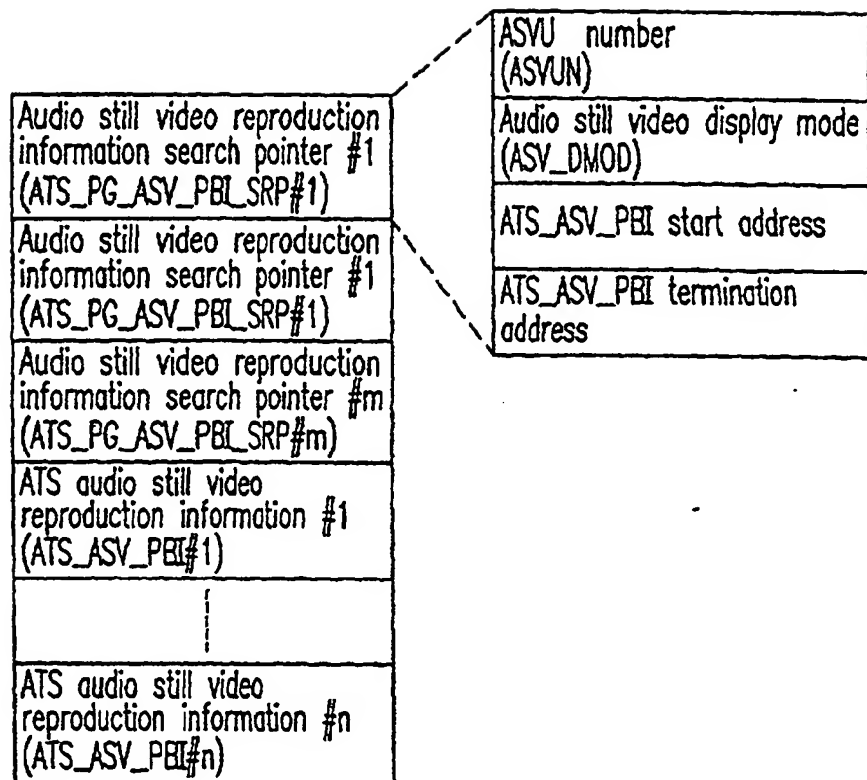 Audio still video reproduction
information search pointer #1
(ATS_PG_ASV_PBI_SRP#1)
Audio still video reproduction
information search pointer #1
(ATS_PG_ASV_PBI_SRP#1)
Audio still video reproduction
information search pointer #m
(ATS_PG_ASV_PBI_SRP#m)
ATS audio still video
reproduction information #1
(ATS_ASV_PBI#1)
ATS audio still video
reproduction information #n
(ATS_ASV_PBI#n)
ASVU number
(ASVUN)
Audio still video display mode
(ASV_DMOD)
ATS_ASV_PBI start address
ATS_ASV_PBI termination
address